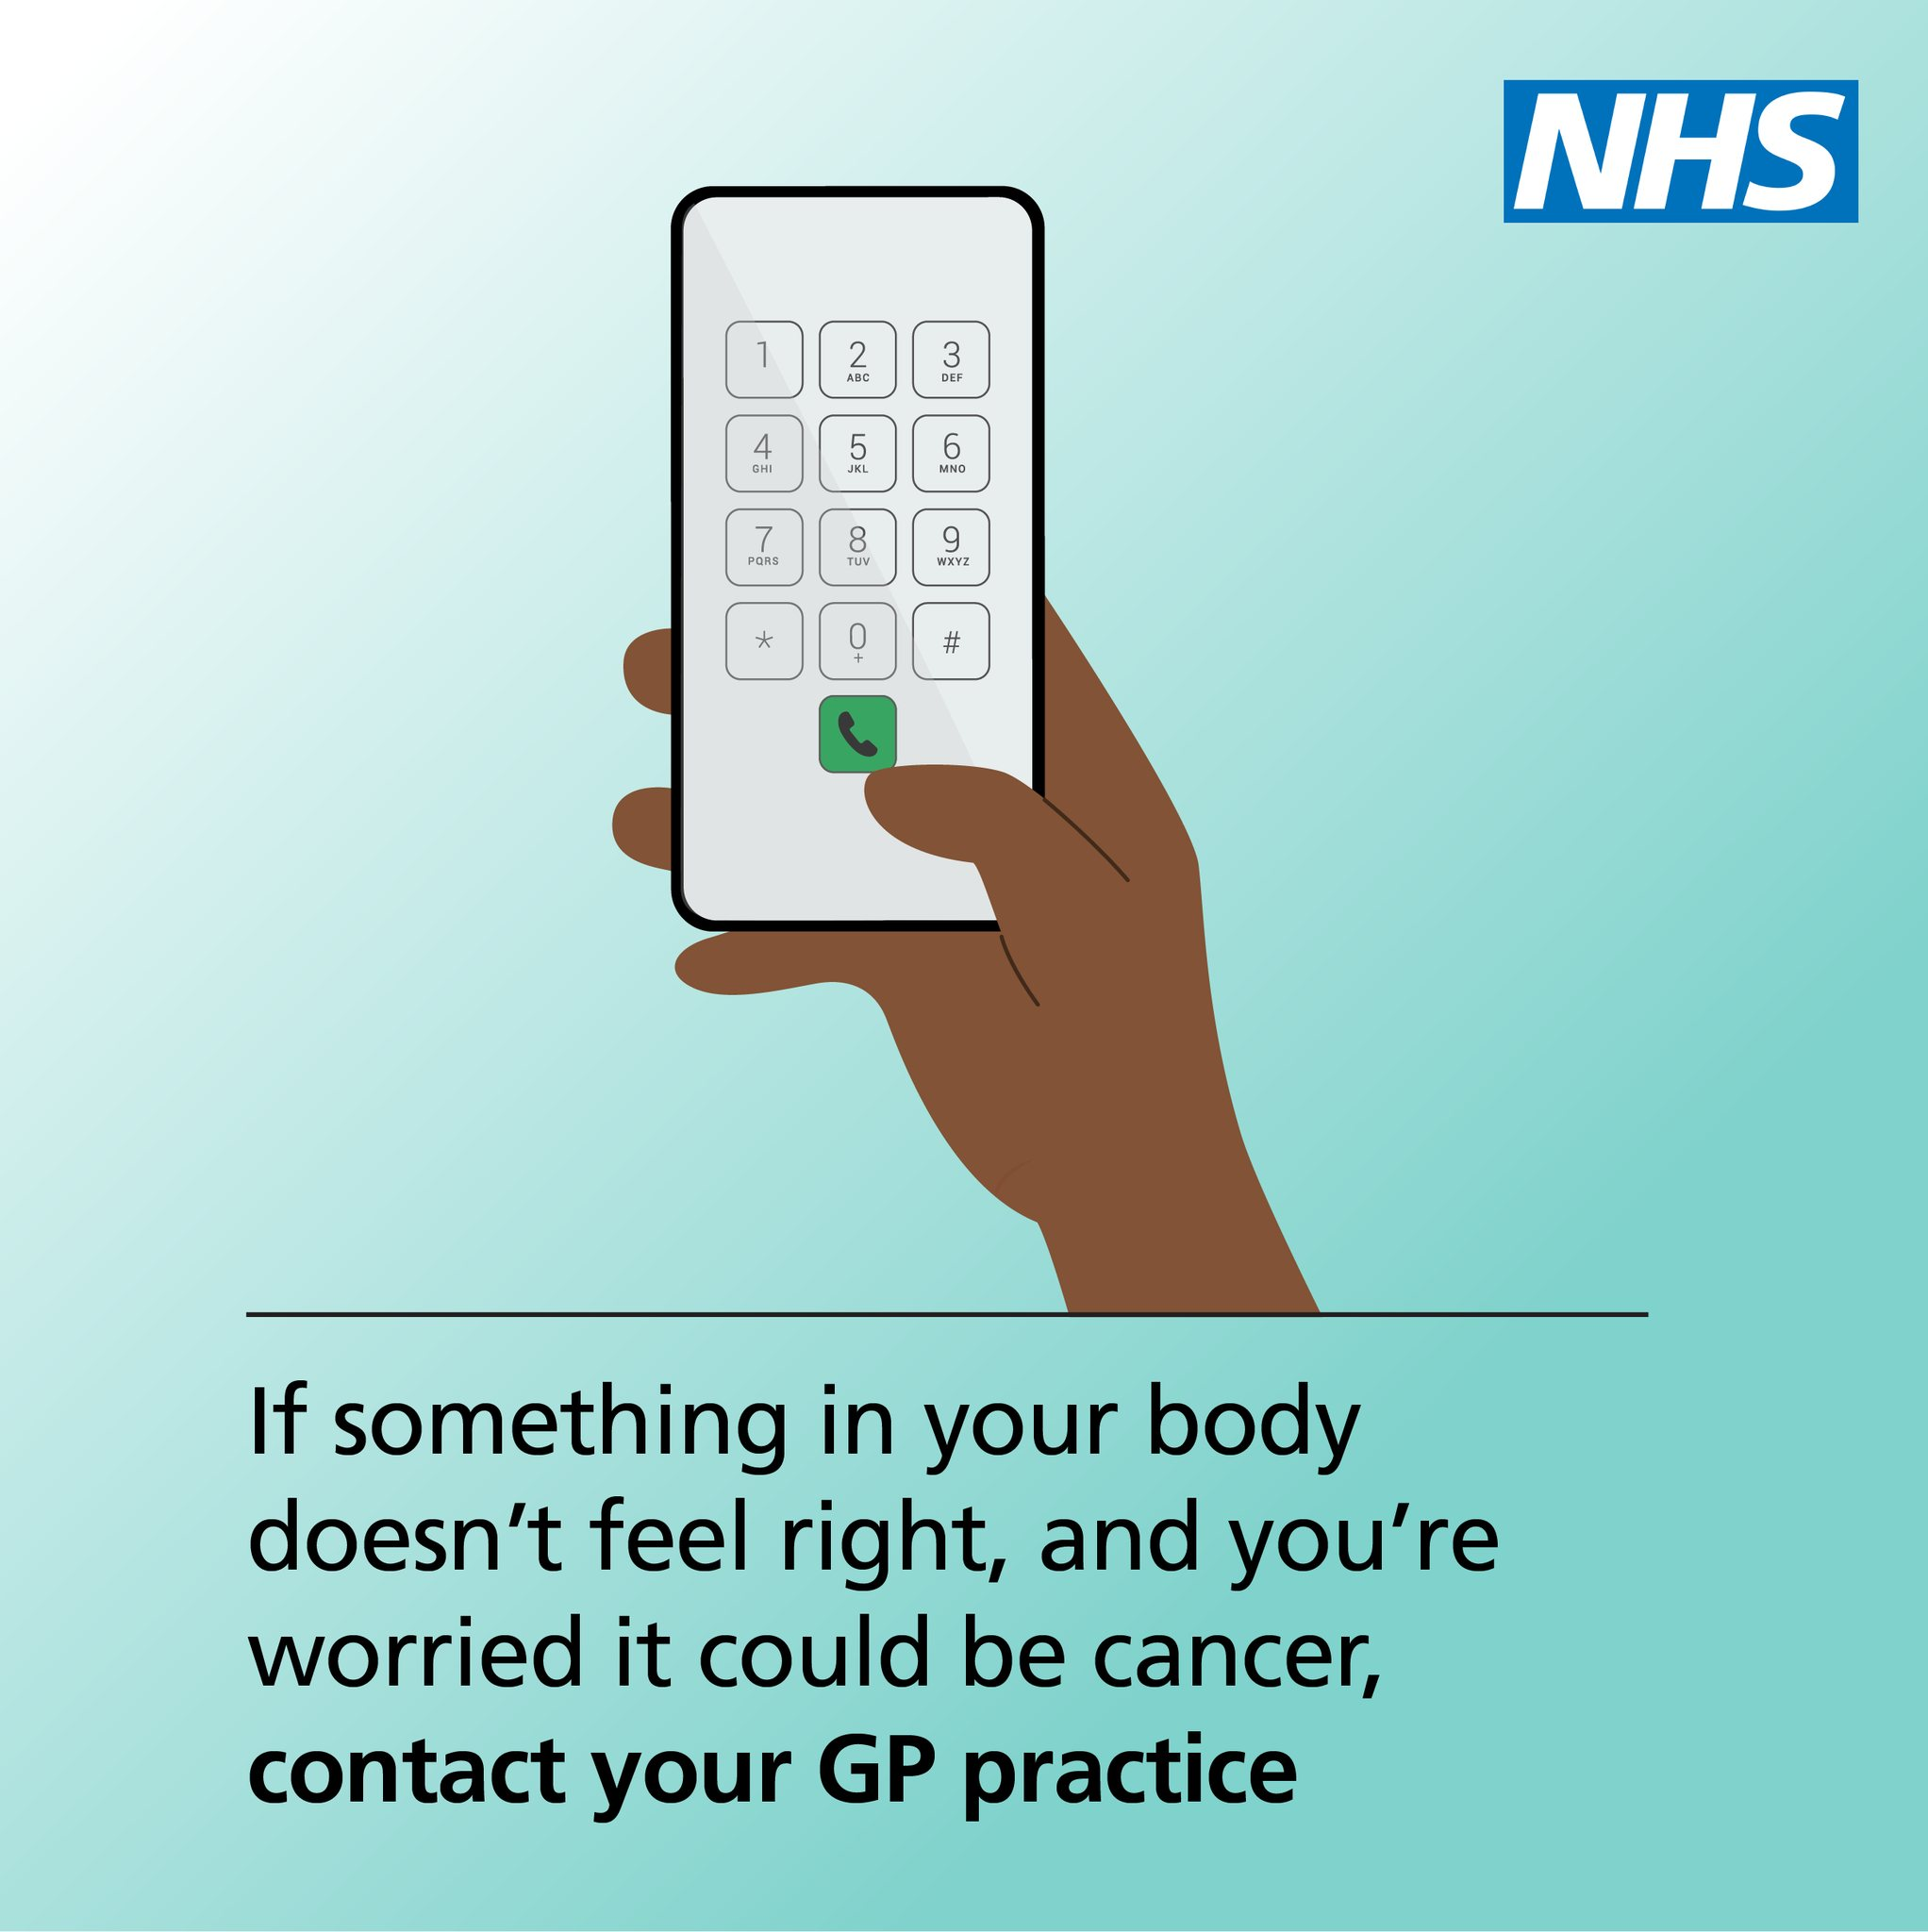 NHS
1
2
3
ABC
DEF
4
5
6
GHI
JKL
MNO
7
8
9
PQRS
TUV
WXYZ
*
0
#
+
If something in your body
doesn’t feel right, and you’re
worried it could be cancer,
contact your GP practice